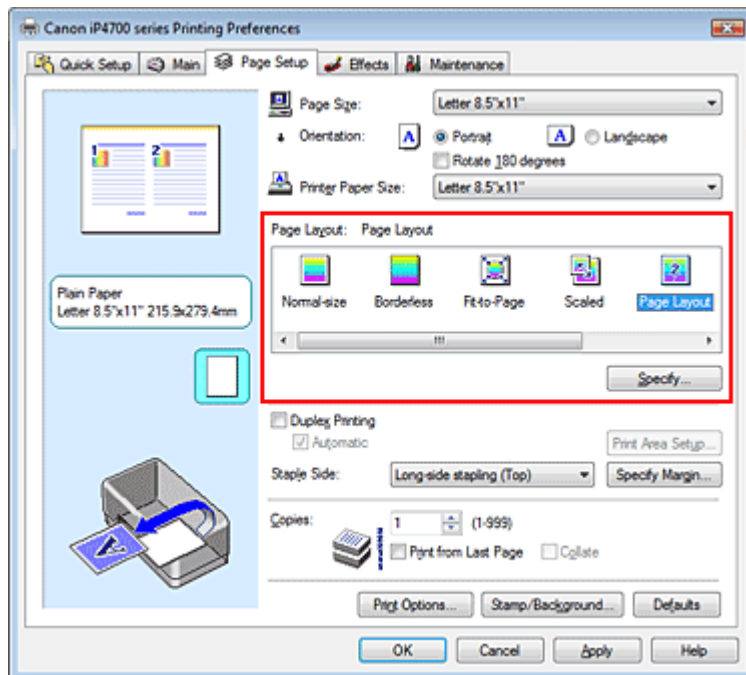 Canon iP4700 series Printing Preferences
Quick Setup Main Page Setup Effects Maintenance
1 2
Plain Paper
Letter 8.5"x11" 215.9x279.4mm
Page Size: Letter 8.5"x11"
Orientation: A Portrait A Landscape
Rotate 180 degrees
Printer Paper Size: Letter 8.5"x11"
Page Layout: Page Layout
Normal-size Borderless Fit-to-Page Scaled Page Layout
Specify...
Duplex Printing
Automatic Print Area Setup...
Staple Side: Long-side stapling (Top) Specify Margin...
Copies: 1 (1-999)
Print from Last Page Collate
Print Options... Stamp/Background... Defaults
OK Cancel Apply Help